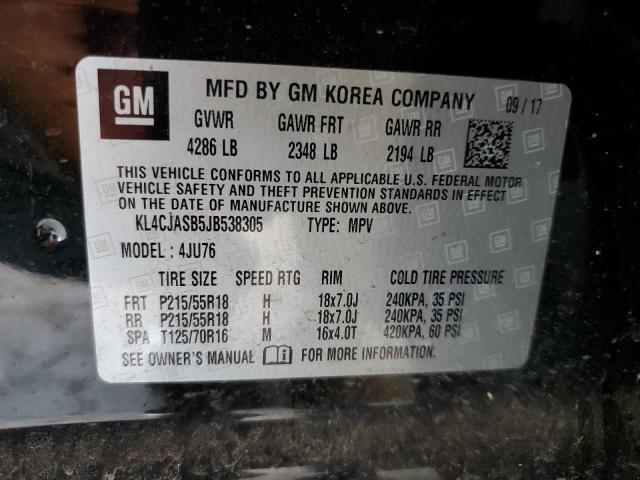 GM MFD BY GM KOREA COMPANY 09 / 17
GVWR GAWR FRT GAWR RR
4286 LB 2348 LB 2194 LB
THIS VEHICLE CONFORMS TO ALL APPLICABLE U.S. FEDERAL MOTOR
VEHICLE SAFETY AND THEFT PREVENTION STANDARDS IN EFFECT
ON THE DATE OF MANUFACTURE SHOWN ABOVE.
KL4CJASB5JB538305 TYPE: MPV
MODEL : 4JU76
TIRE SIZE SPEED RTG RIM COLD TIRE PRESSURE
FRT P215/55R18 H 18x7.0J 240KPA, 35 PSI
RR P215/55R18 H 18x7.0J 240KPA, 35 PSI
SPA T125/70R16 M 16x4.0T 420KPA, 60 PSI
SEE OWNER'S MANUAL FOR MORE INFORMATION.